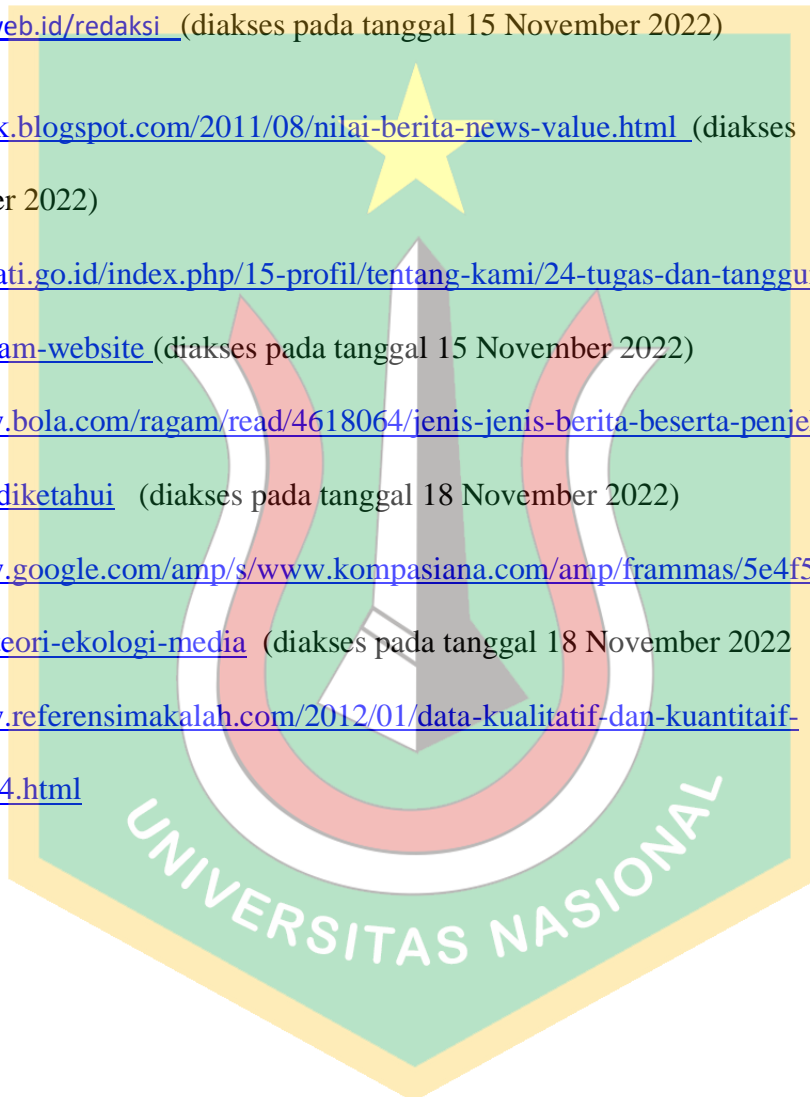 eb.id/redaksi (diakses pada tanggal 15 November 2022)
k.blogspot.com/2011/08/nilai-berita-news-value.html (diakses
er 2022)
ati.go.id/index.php/15-profil/tentang-kami/24-tugas-dan-tanggu
am-website (diakses pada tanggal 15 November 2022)
.bola.com/ragam/read/4618064/jenis-jenis-berita-beserta-penje
diketahui (diakses pada tanggal 18 November 2022)
.google.com/amp/s/www.kompasiana.com/amp/frammas/5e4f5
eori-ekologi-media (diakses pada tanggal 18 November 2022
.referensimakalah.com/2012/01/data-kualitatif-dan-kuantitaif-
4.html
UNIVERSITAS NASIONAL